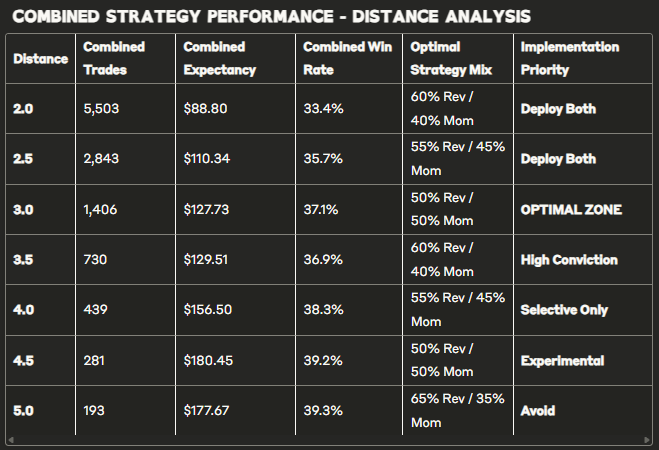 COMBINED STRATEGY PERFORMANCE - DISTANCE ANALYSIS
Distance
Combined
Trades
Combined
Expectancy
Combined Win
Rate
Optimal
Strategy Mix
Implementation
Priority
2.0
5,503
$88.80
33.4%
60% Rev /
40% Mom
Deploy Both
2.5
2,843
$110.34
35.7%
55% Rev / 45%
Mom
Deploy Both
3.0
1,406
$127.73
37.1%
50% Rev /
50% Mom
OPTIMAL ZONE
3.5
730
$129.51
36.9%
60% Rev /
40% Mom
High Conviction
4.0
439
$156.50
38.3%
55% Rev / 45%
Mom
Selective Only
4.5
281
$180.45
39.2%
50% Rev /
50% Mom
Experimental
5.0
193
$177.67
39.3%
65% Rev / 35%
Mom
Avoid